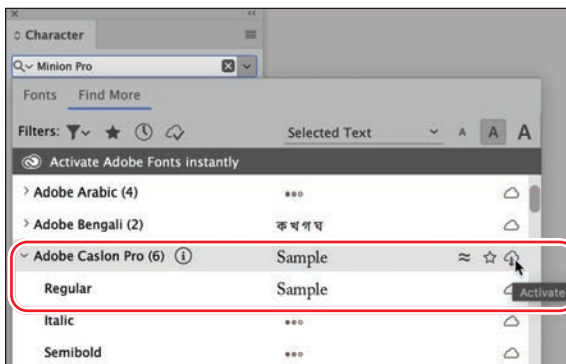 Character
Minion Pro
Fonts Find More
Filters: Selected Text A A A
Activate Adobe Fonts instantly
Adobe Arabic (4)
Adobe Bengali (2) ক খ গ ঘ
Adobe Caslon Pro (6) Sample
Regular Sample
Activate
Italic
Semibold